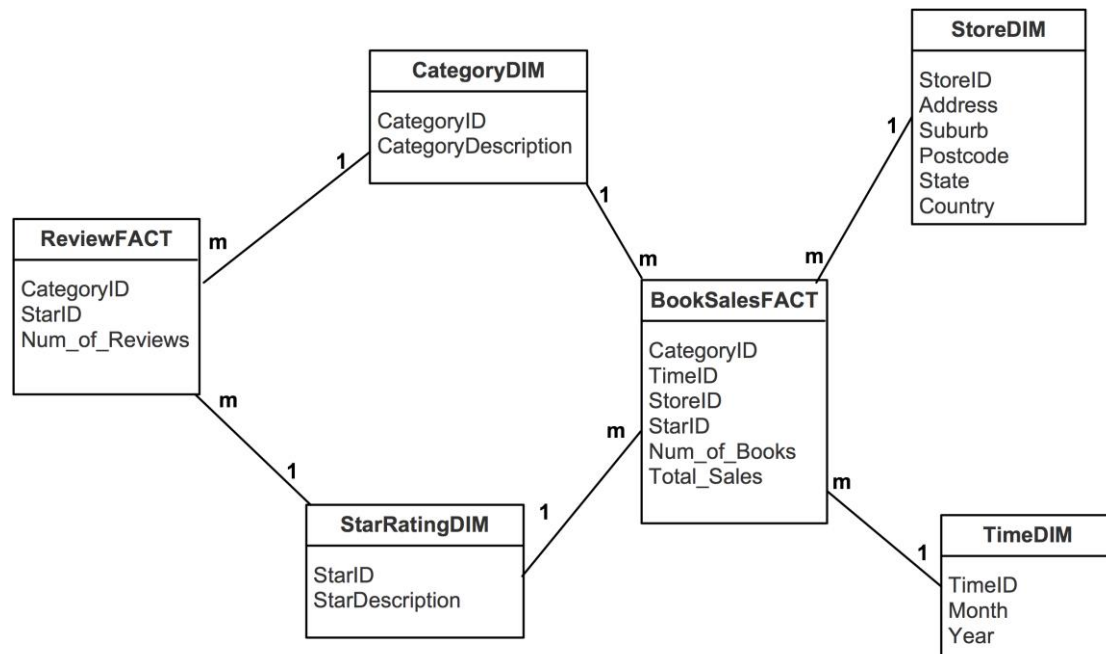 StoreDIM
StoreID
Address
Suburb
Postcode
State
Country
1
CategoryDIM
CategoryID
CategoryDescription
1
1
ReviewFACT
CategoryID
StarID
Num_of_Reviews
m
m
m
m
BookSalesFACT
CategoryID
TimeID
StoreID
StarID
Num_of_Books
Total_Sales
m
m
1
1
1
StarRatingDIM
StarID
StarDescription
TimeDIM
TimeID
Month
Year